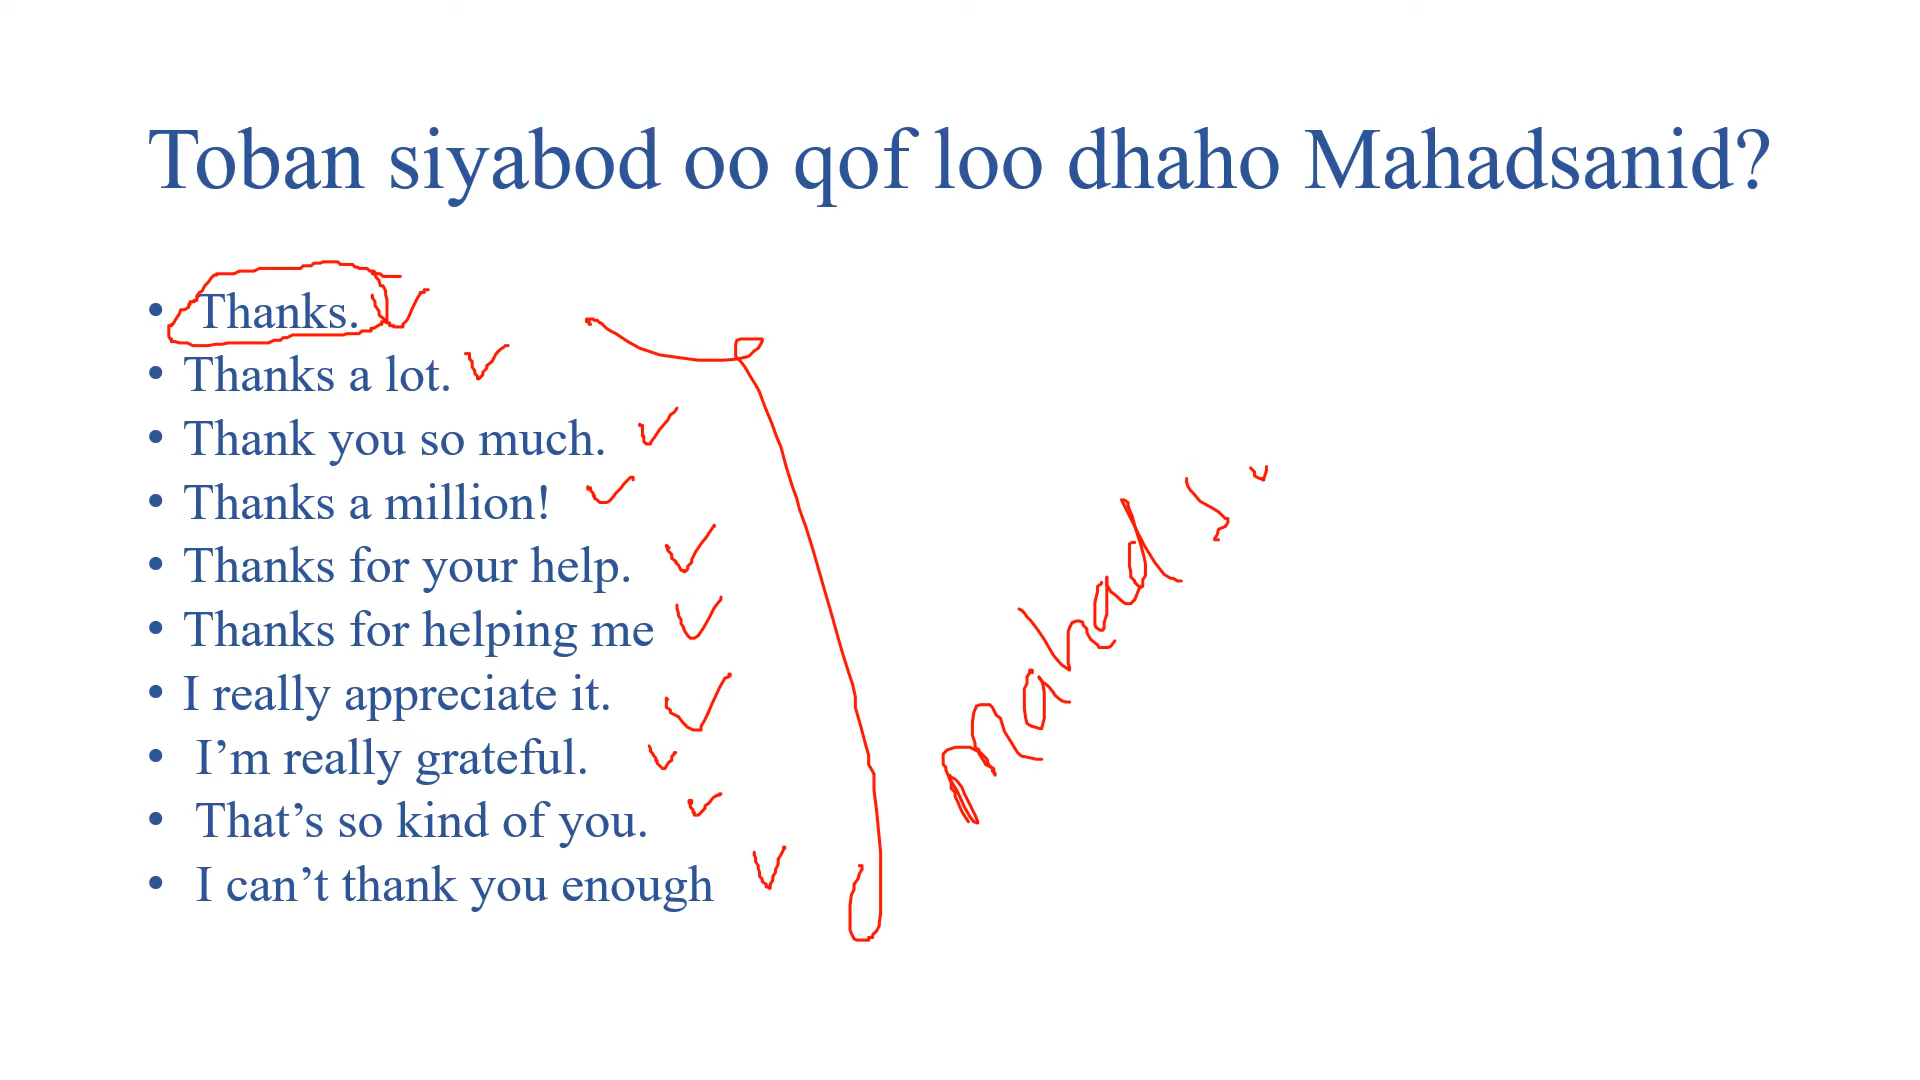 Toban siyabod oo qof loo dhaho Mahadsanid?
• Thanks.
• Thanks a lot.
• Thank you so much.
• Thanks a million!
• Thanks for your help.
• Thanks for helping me
• I really appreciate it.
• I’m really grateful.
• That’s so kind of you.
• I can’t thank you enough
Mahad s